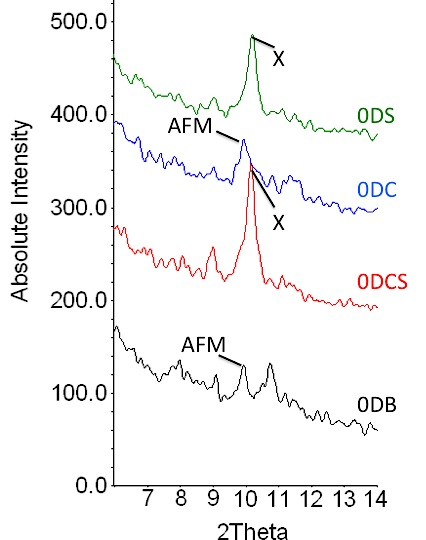 500.0
X
0DS
400.0
AFM
0DC
300.0
X
0DCS
200.0
AFM
100.0
0DB
0.0
7 8 9 10 11 12 13 14
2Theta
Absolute Intensity